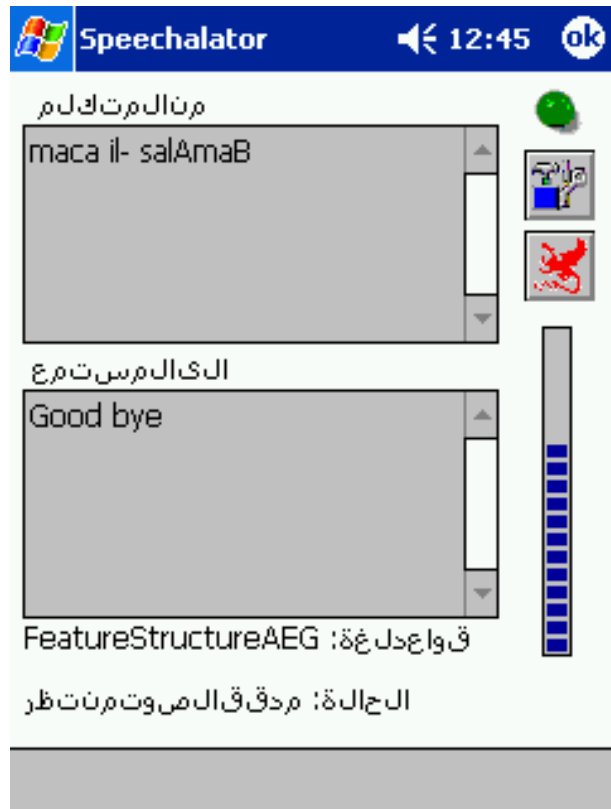 Speechalator 12:45 ok
من المتكلم
maca il- salAmaB
الى المستمع
Good bye
قواعد لغة: FeatureStructureAEG
الحالة: مدقق الصوت منتظر